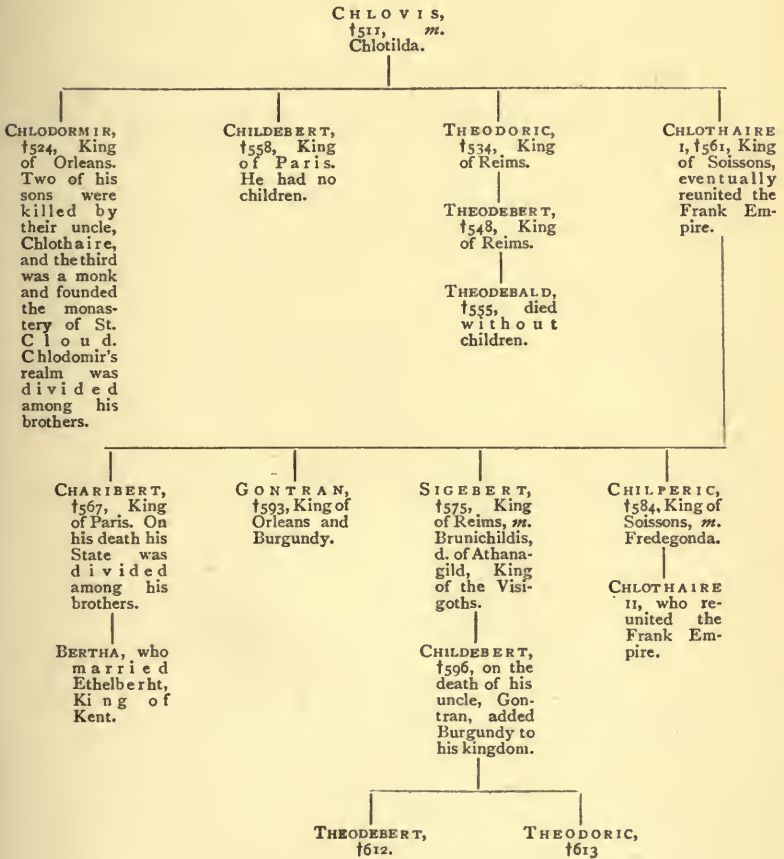 CHLOVIS,
†511, m.
Chlotilda.
CHLODORMIR,
†524, King
of Orleans.
Two of his
sons were
killed by
their uncle,
Chlothaire,
and the third
was a monk
and founded
the monas-
tery of St.
Cloud.
Chlodomir's
realm was
divided
among his
brothers.
CHILDEBERT,
†558, King
of Paris.
He had no
children.
THEODORIC,
†534, King
of Reims.
THEODEBERT,
†548, King
of Reims.
THEODEBALD,
†555, died
without
children.
CHLOTHAIRE
I, †561, King
of Soissons,
eventually
reunited the
Frank Em-
pire.
CHARIBERT,
†567, King
of Paris. On
his death his
State was
divided
among his
brothers.
BERTHA, who
married
Ethelberht,
King of
Kent.
GONTRAN,
†593, King of
Orleans and
Burgundy.
SIGEBERT,
†575, King
of Reims, m.
Brunichildis,
d. of Athana-
gild, King
of the Visi-
goths.
CHILDEBERT,
†596, on the
death of his
uncle, Gon-
tran, added
Burgundy to
his kingdom.
CHILPERIC,
†584, King of
Soissons, m.
Fredegonda.
CHLOTHAIRE
II, who re-
united the
Frank Em-
pire.
THEODEBERT,
†612.
THEODORIC,
†613